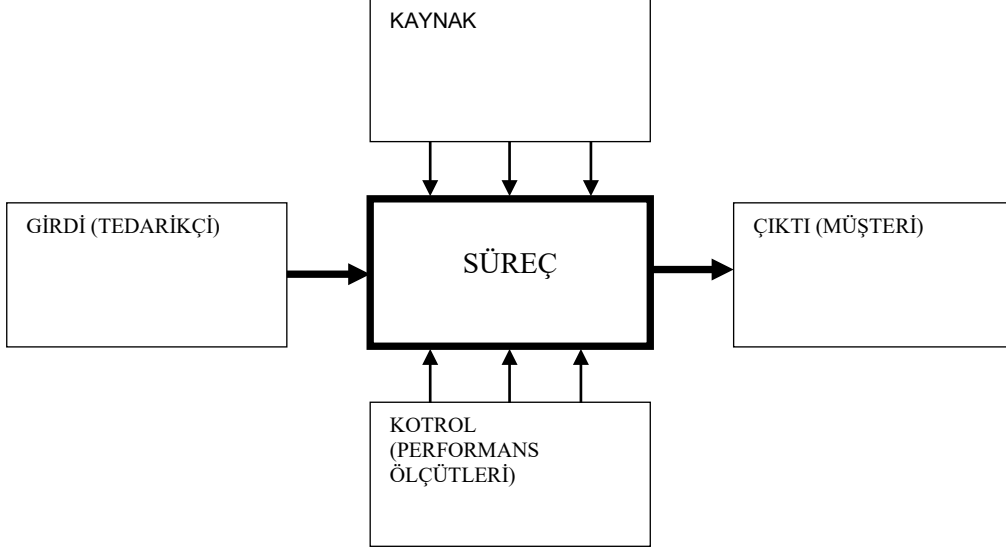 KAYNAK
GİRDİ (TEDARİKÇİ)
SÜREÇ
ÇIKTI (MÜŞTERİ)
KOTROL
(PERFORMANS
ÖLÇÜTLERİ)